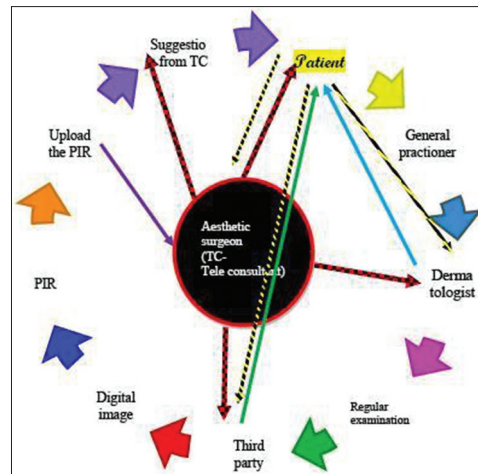 Suggestio
from TC
Patient
General
practioner
Upload
the PIR
Aesthetic
surgeon
(TC-
Tele consultant)
Derma
tologist
PIR
Digital
image
Third
party
Regular
examination